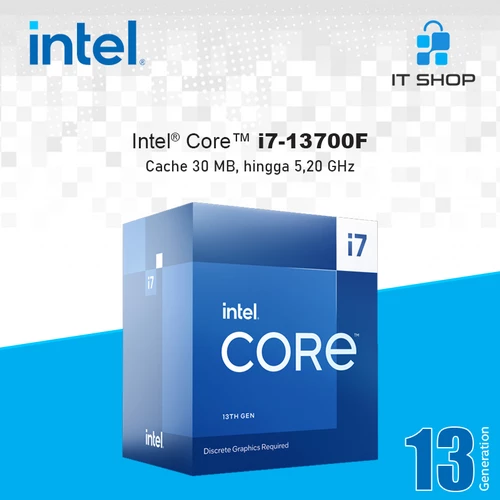 intel.
IT SHOP
Intel® Core™ i7-13700F
Cache 30 MB, hingga 5,20 GHz
i7
i7
intel.
CORE™
13TH GEN
intel.
Discrete Graphics Required
13
Generation